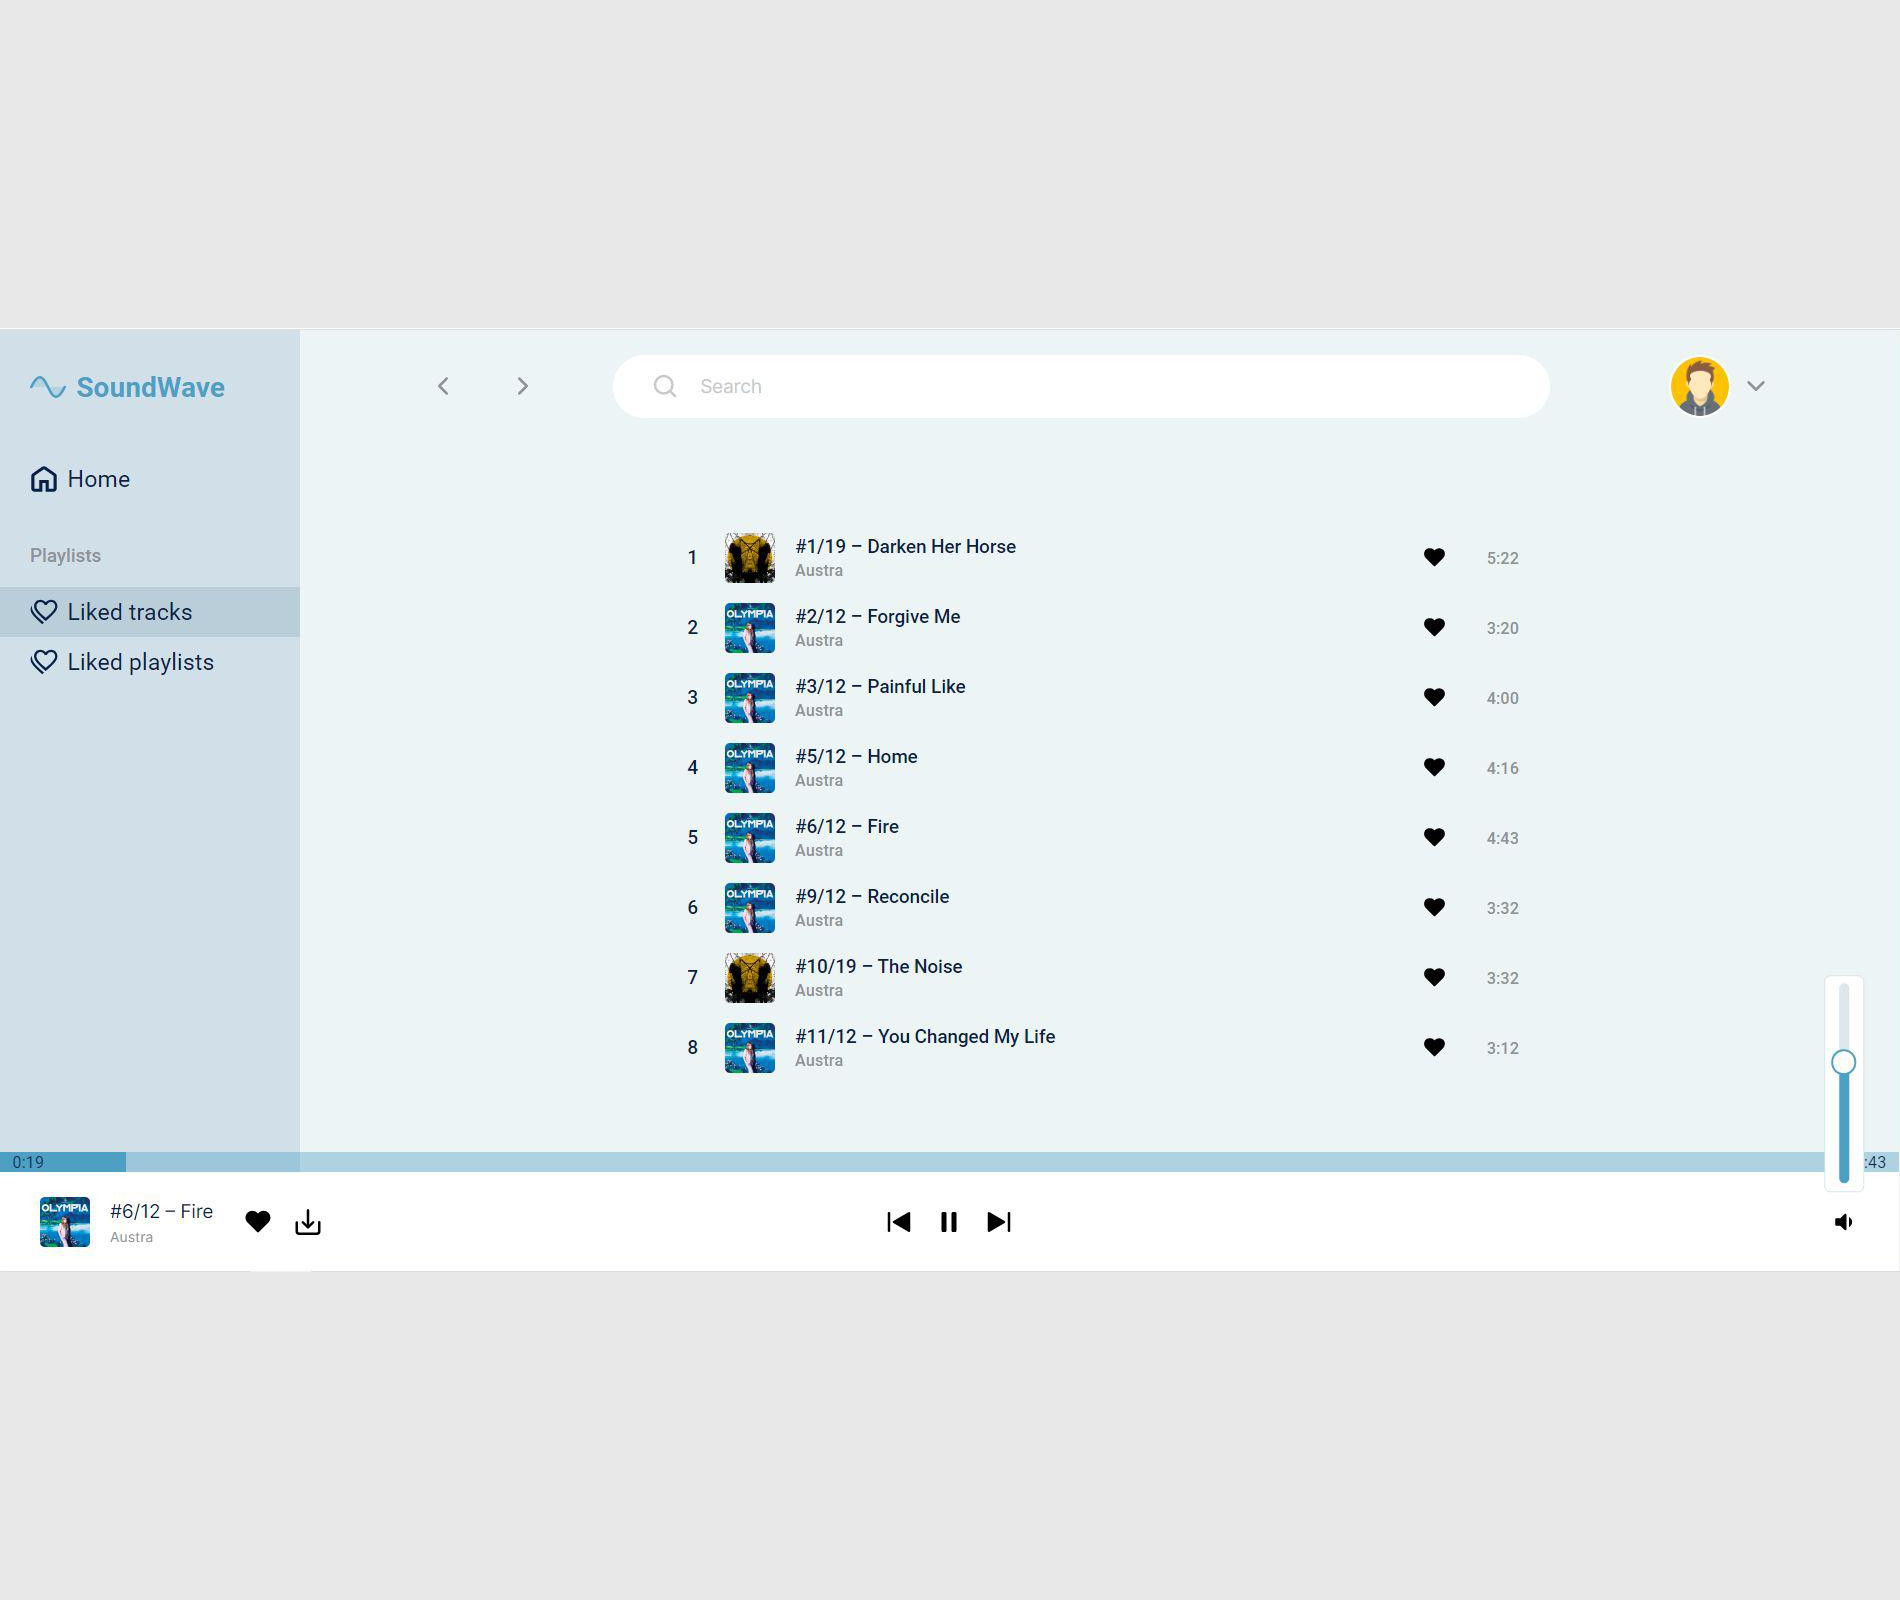 SoundWave
Search
Home
Playlists
Liked tracks
Liked playlists
1
#1/19 – Darken Her Horse
Austra
5:22
2
OLYMPIA
#2/12 – Forgive Me
Austra
3:20
3
OLYMPIA
#3/12 – Painful Like
Austra
4:00
4
OLYMPIA
#5/12 – Home
Austra
4:16
5
OLYMPIA
#6/12 – Fire
Austra
4:43
6
OLYMPIA
#9/12 – Reconcile
Austra
3:32
7
#10/19 – The Noise
Austra
3:32
8
OLYMPIA
#11/12 – You Changed My Life
Austra
3:12
0:19
:43
OLYMPIA
#6/12 – Fire
Austra